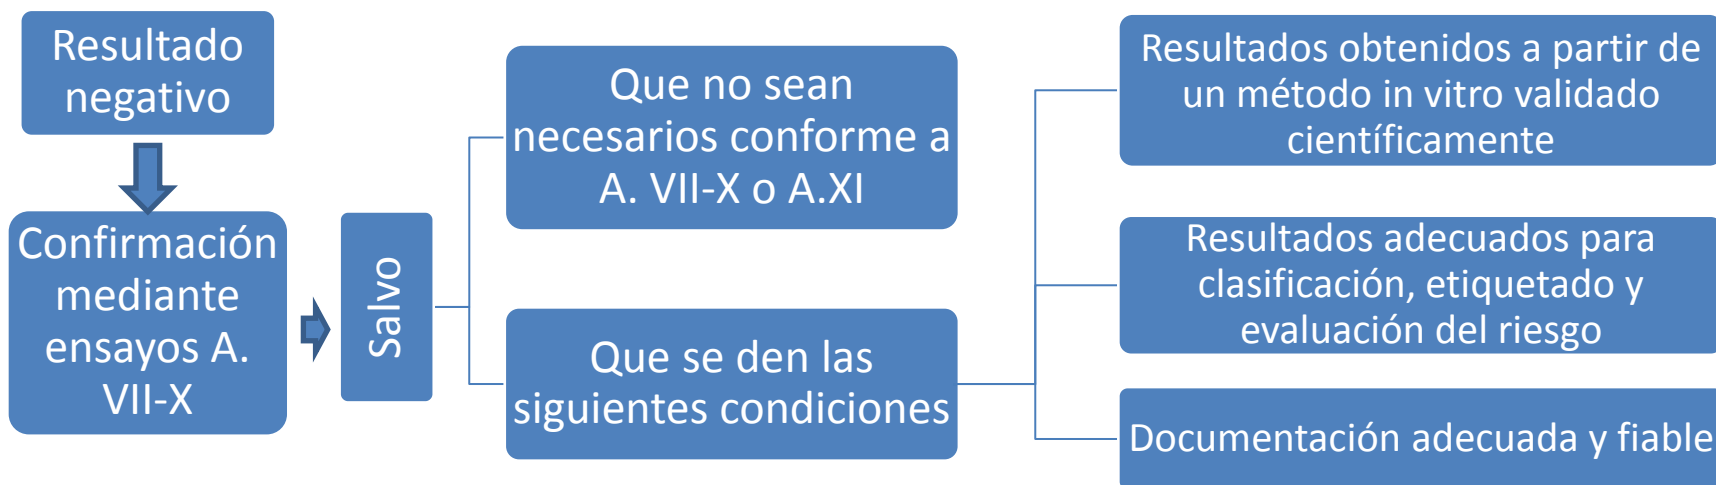 Resultado
negativo
Confirmación
mediante
ensayos A.
VII-X
Salvo
Que no sean
necesarios conforme a
A. VII-X o A.XI
Que se den las
siguientes condiciones
Resultados obtenidos a partir de
un método in vitro validado
científicamente
Resultados adecuados para
clasificación, etiquetado y
evaluación del riesgo
Documentación adecuada y fiable